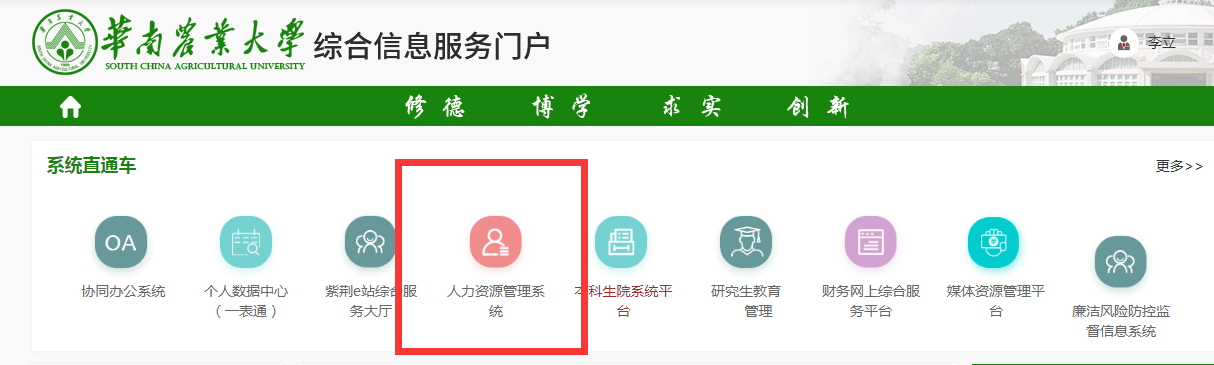 華南農業大學
SOUTH CHINA AGRICULTURAL UNIVERSITY
综合信息服务门户
李立
修德 博学 求实 创新
系统直通车
更多>>
OA
协同办公系统
个人数据中心
（一表通）
紫荆e站综合服
务大厅
人力资源管理系
统
本科生院系统平
台
研究生教育
管理
财务网上综合服
务平台
媒体资源管理平
台
廉洁风险防控监
督信息系统